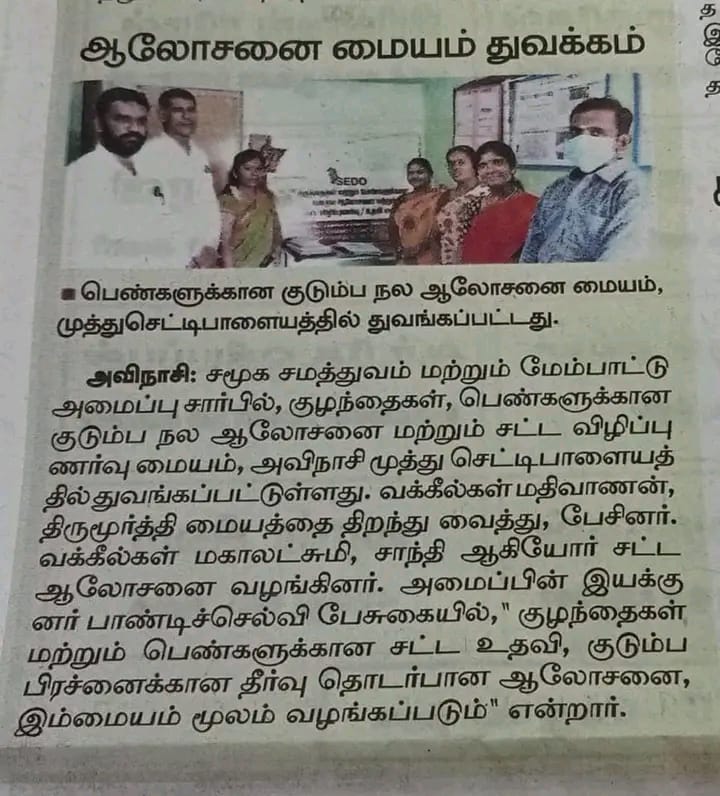 ஆலோசனை மையம் துவக்கம்
SEDO
■ பெண்களுக்கான குடும்ப நல ஆலோசனை மையம்,
முத்துசெட்டிபாளையத்தில் துவங்கப்பட்டது.
அவிநாசி: சமூக சமத்துவம் மற்றும் மேம்பாட்டு
அமைப்பு சார்பில், குழந்தைகள், பெண்களுக்கான
குடும்ப நல ஆலோசனை மற்றும் சட்ட விழிப்பு
ணர்வு மையம், அவிநாசி முத்து செட்டிபாளையத்
தில் துவங்கப்பட்டுள்ளது. வக்கீல்கள் மதிவாணன்,
திருமூர்த்தி மையத்தை திறந்து வைத்து, பேசினர்.
வக்கீல்கள் மகாலட்சுமி, சாந்தி ஆகியோர் சட்ட
ஆலோசனை வழங்கினர். அமைப்பின் இயக்கு
னர் பாண்டிச்செல்வி பேசுகையில்," குழந்தைகள்
மற்றும் பெண்களுக்கான சட்ட உதவி, குடும்ப
பிரச்னைக்கான தீர்வு தொடர்பான ஆலோசனை,
இம்மையம் மூலம் வழங்கப்படும்" என்றார்.